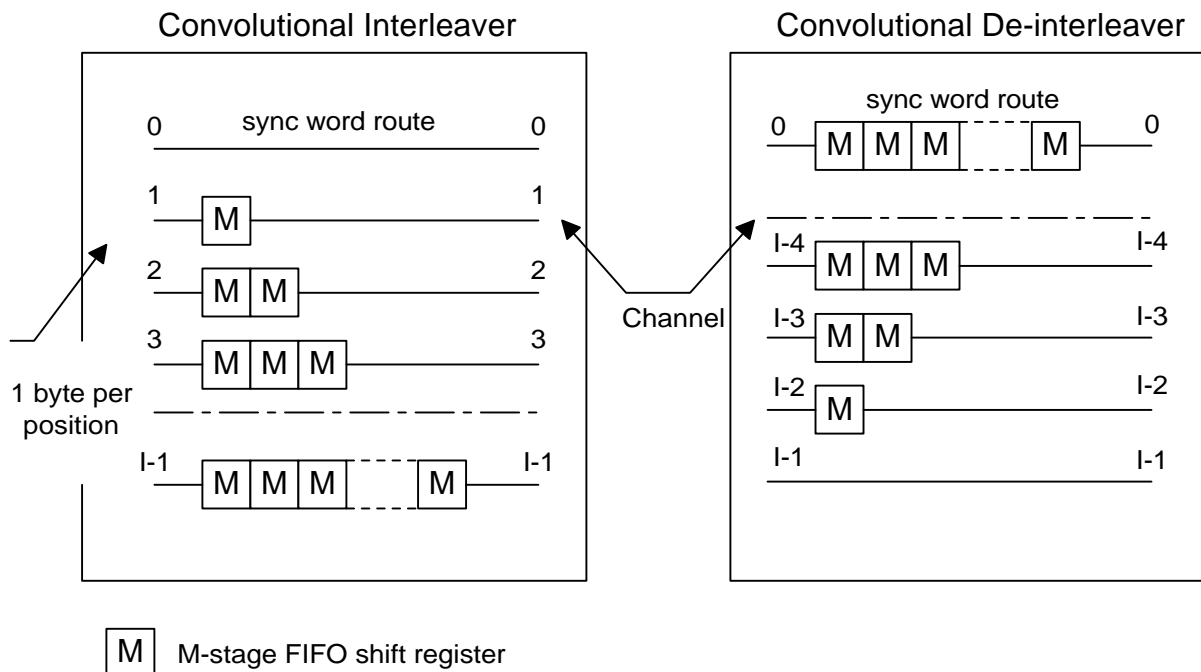 Convolutional Interleaver
0 sync word route 0
1 1
M
2 2
M M
3 3
M M M
1 byte per
position
I-1 I-1
M M M M
Channel
Convolutional De-interleaver
sync word route
0 0
M M M M
I-4 I-4
M M M
I-3 I-3
M M
I-2 I-2
M
I-1 I-1
M M-stage FIFO shift register